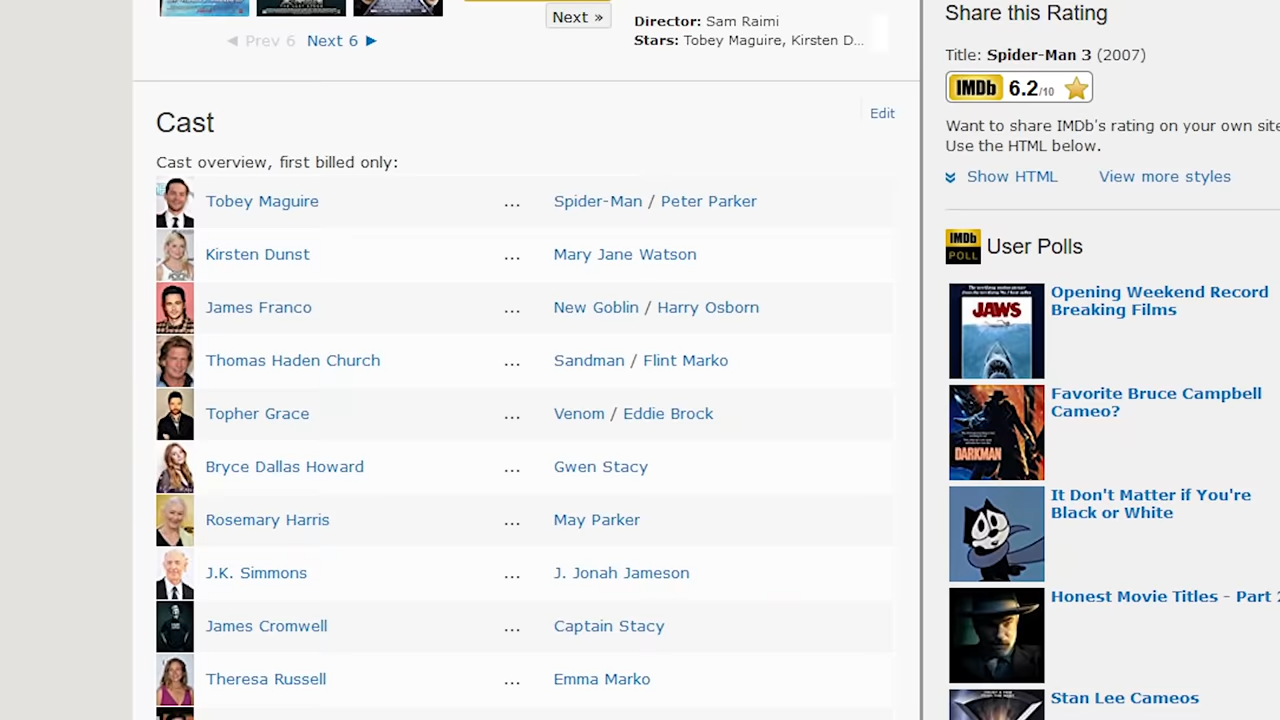 Next »
Director: Sam Raimi
Stars: Tobey Maguire, Kirsten D...
◀ Prev 6 Next 6 ▶
Cast
Edit
Cast overview, first billed only:
Tobey Maguire ... Spider-Man / Peter Parker
Kirsten Dunst ... Mary Jane Watson
James Franco ... New Goblin / Harry Osborn
Thomas Haden Church ... Sandman / Flint Marko
Topher Grace ... Venom / Eddie Brock
Bryce Dallas Howard ... Gwen Stacy
Rosemary Harris ... May Parker
J.K. Simmons ... J. Jonah Jameson
James Cromwell ... Captain Stacy
Theresa Russell ... Emma Marko
Share this Rating
Title: Spider-Man 3 (2007)
IMDb 6.2/10
Want to share IMDb's rating on your own site
Use the HTML below.
Show HTML View more styles
IMDb
POLL
User Polls
JAWS
Opening Weekend Record
Breaking Films
DARKMAN
Favorite Bruce Campbell
Cameo?
It Don't Matter if You're
Black or White
Honest Movie Titles - Part 2
Stan Lee Cameos